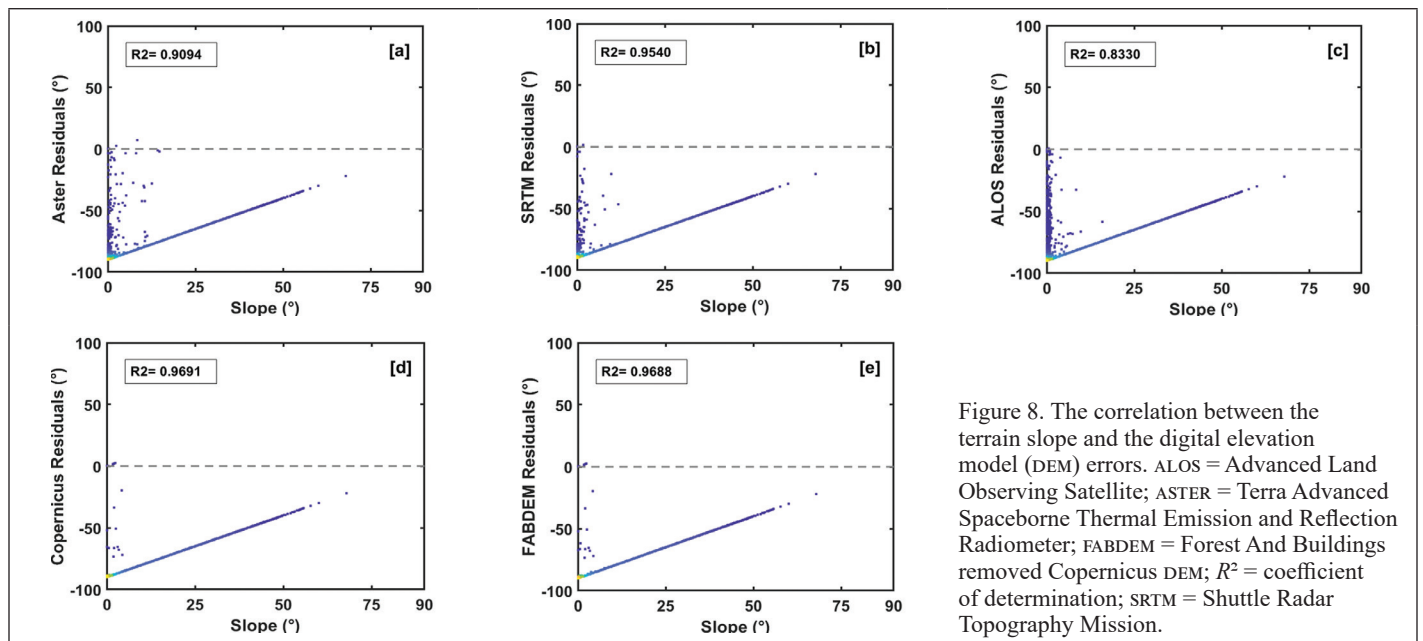 100
50
0
-50
-100
Aster Residuals (°)
R2= 0.9094
[a]
0 25 50 75 90
Slope (°)
100
50
0
-50
-100
SRTM Residuals (°)
R2= 0.9540
[b]
0 25 50 75 90
Slope (°)
100
50
0
-50
-100
ALOS Residuals (°)
R2= 0.8330
[c]
0 25 50 75 90
Slope (°)
100
50
0
-50
-100
Copernicus Residuals (°)
R2= 0.9691
[d]
0 25 50 75 90
Slope (°)
100
50
0
-50
-100
FABDEM Residuals (°)
R2= 0.9688
[e]
0 25 50 75 90
Slope (°)
Figure 8. The correlation between the
terrain slope and the digital elevation
model (DEM) errors. ALOS = Advanced Land
Observing Satellite; ASTER = Terra Advanced
Spaceborne Thermal Emission and Reflection
Radiometer; FABDEM = Forest And Buildings
removed Copernicus DEM; R² = coefficient
of determination; SRTM = Shuttle Radar
Topography Mission.